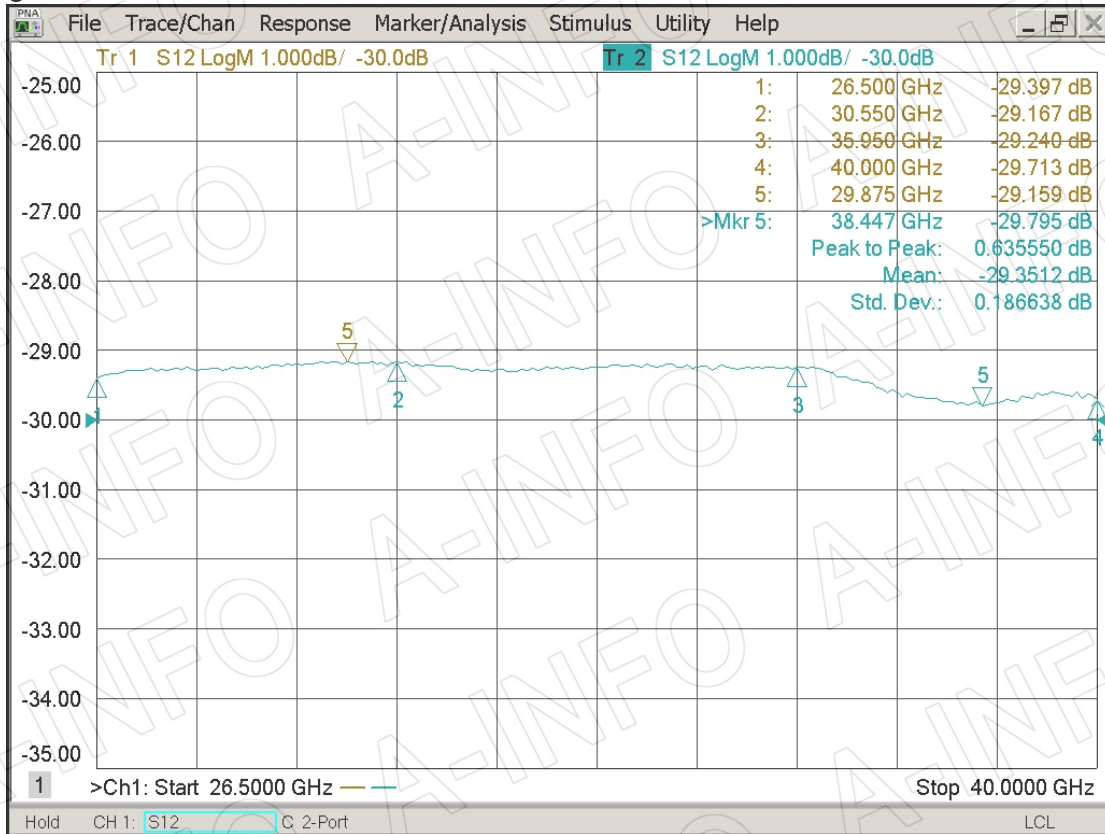 PNA File Trace/Chan Response Marker/Analysis Stimulus Utility Help
Tr 1 S12 LogM 1.000dB/ -30.0dB
Tr 2 S12 LogM 1.000dB/ -30.0dB
1: 26.500 GHz -29.397 dB
2: 30.550 GHz -29.167 dB
3: 35.950 GHz -29.240 dB
4: 40.000 GHz -29.713 dB
5: 29.875 GHz -29.159 dB
>Mkr 5: 38.447 GHz -29.795 dB
Peak to Peak: 0.635550 dB
Mean: -29.3512 dB
Std. Dev.: 0.186638 dB
-25.00
-26.00
-27.00
-28.00
-29.00
-30.00
-31.00
-32.00
-33.00
-34.00
-35.00
5
1
2
3
5
4
1 >Ch1: Start 26.5000 GHz Stop 40.0000 GHz
Hold CH 1: S12 C 2-Port LCL
A-INFO